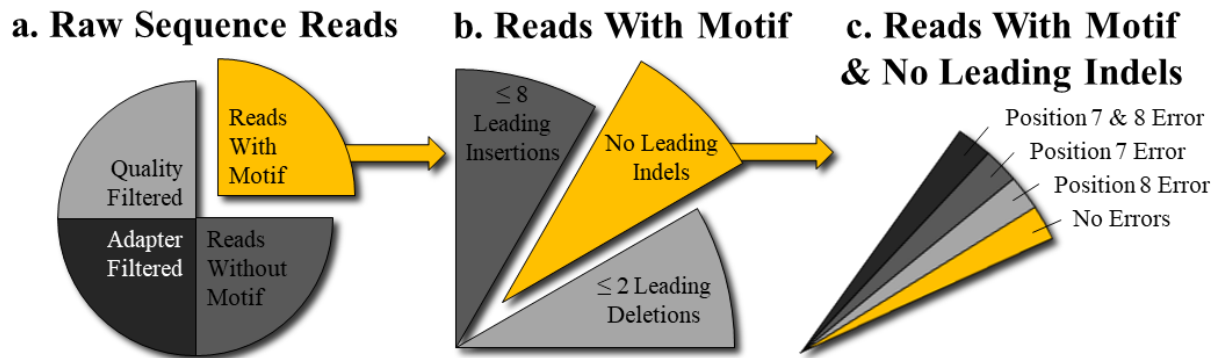 a. Raw Sequence Reads
Quality
Filtered
Reads
With
Motif
Adapter
Filtered
Reads
Without
Motif
b. Reads With Motif
≤ 8
Leading
Insertions
No Leading
Indels
≤ 2 Leading
Deletions
c. Reads With Motif
& No Leading Indels
Position 7 & 8 Error
Position 7 Error
Position 8 Error
No Errors